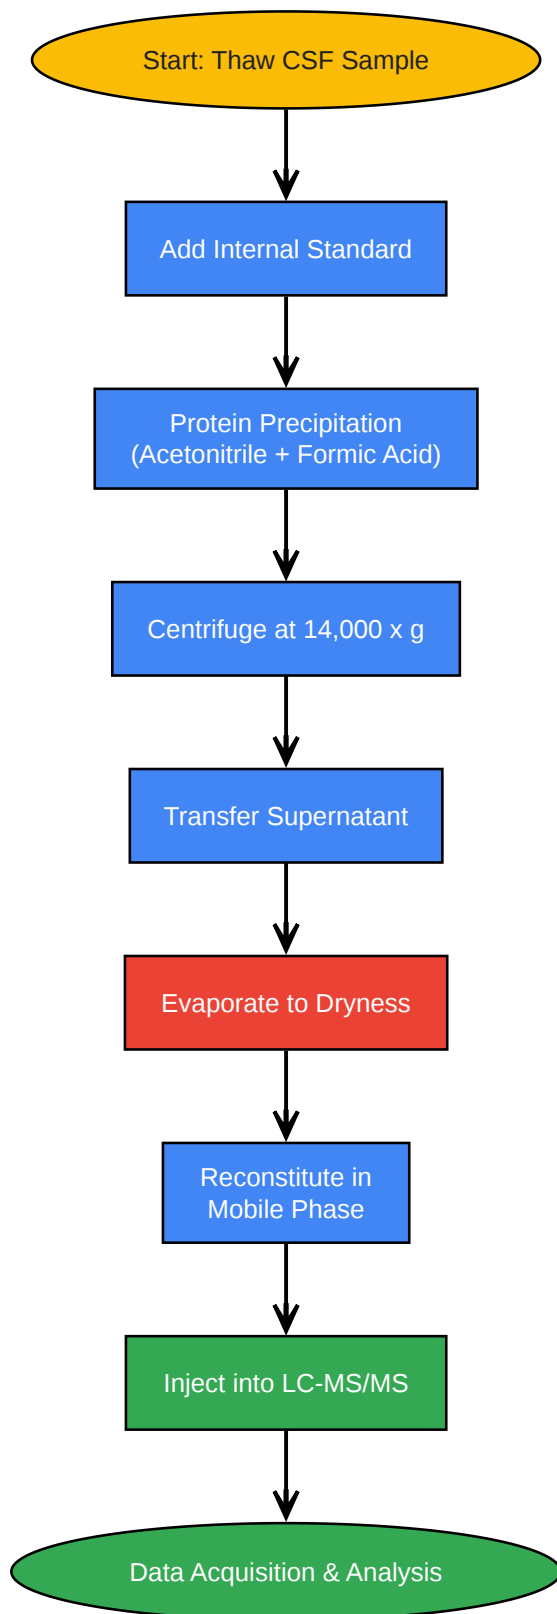 Start: Thaw CSF Sample
Add Internal Standard
Protein Precipitation
(Acetonitrile + Formic Acid)
Centrifuge at 14,000 x g
Transfer Supernatant
Evaporate to Dryness
Reconstitute in
Mobile Phase
Inject into LC-MS/MS
Data Acquisition & Analysis